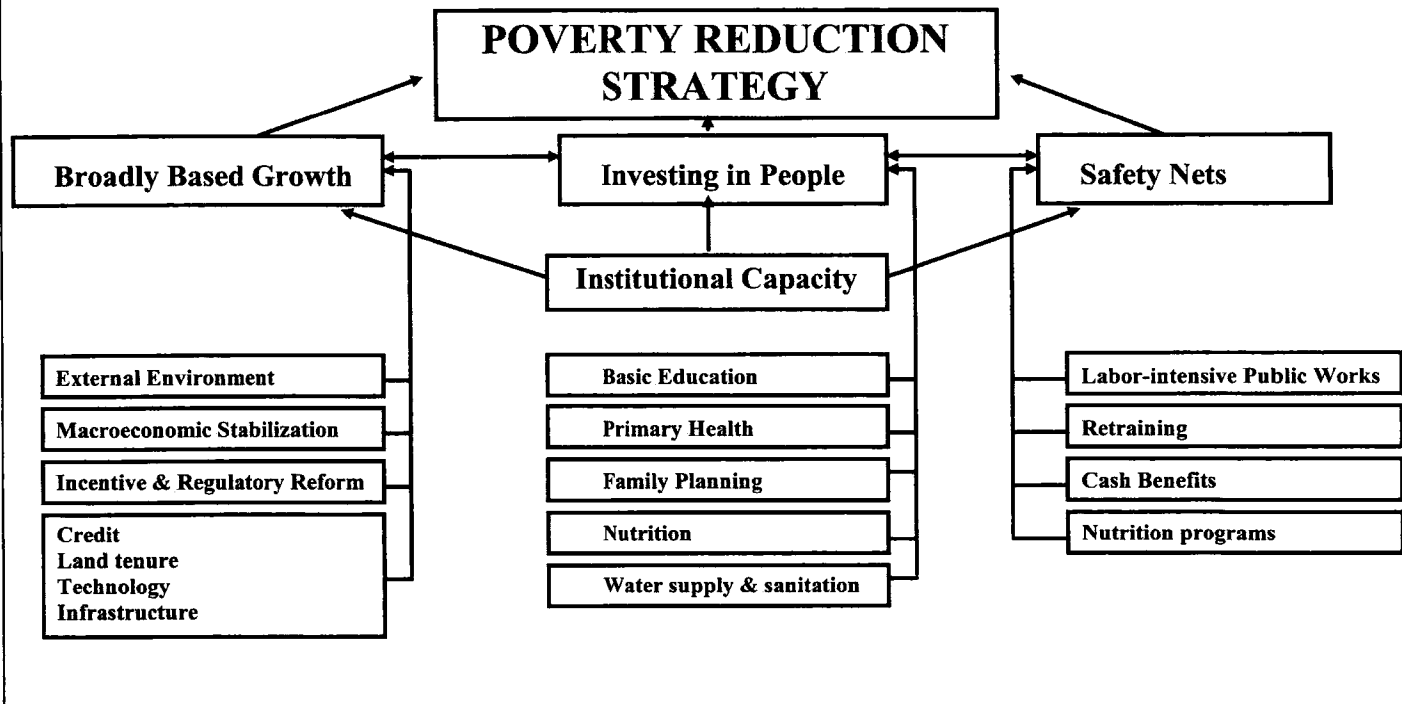 POVERTY REDUCTION
STRATEGY
Broadly Based Growth
Investing in People
Safety Nets
Institutional Capacity
External Environment
Macroeconomic Stabilization
Incentive & Regulatory Reform
Credit
Land tenure
Technology
Infrastructure
Basic Education
Primary Health
Family Planning
Nutrition
Water supply & sanitation
Labor-intensive Public Works
Retraining
Cash Benefits
Nutrition programs